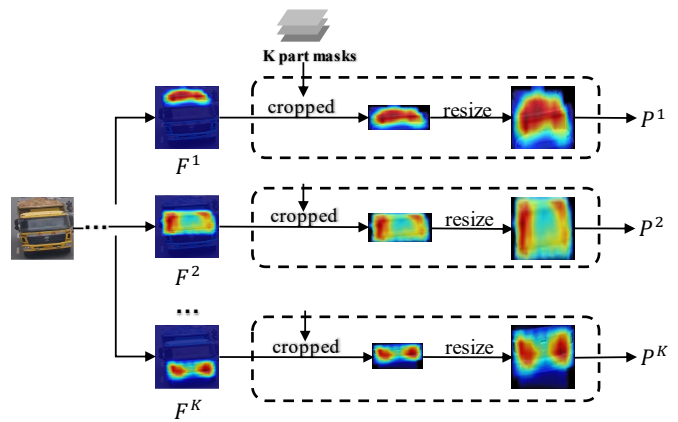 K part masks
cropped
resize
P¹
F¹
cropped
resize
P²
...
F²
...
cropped
resize
Pᴷ
Fᴷ